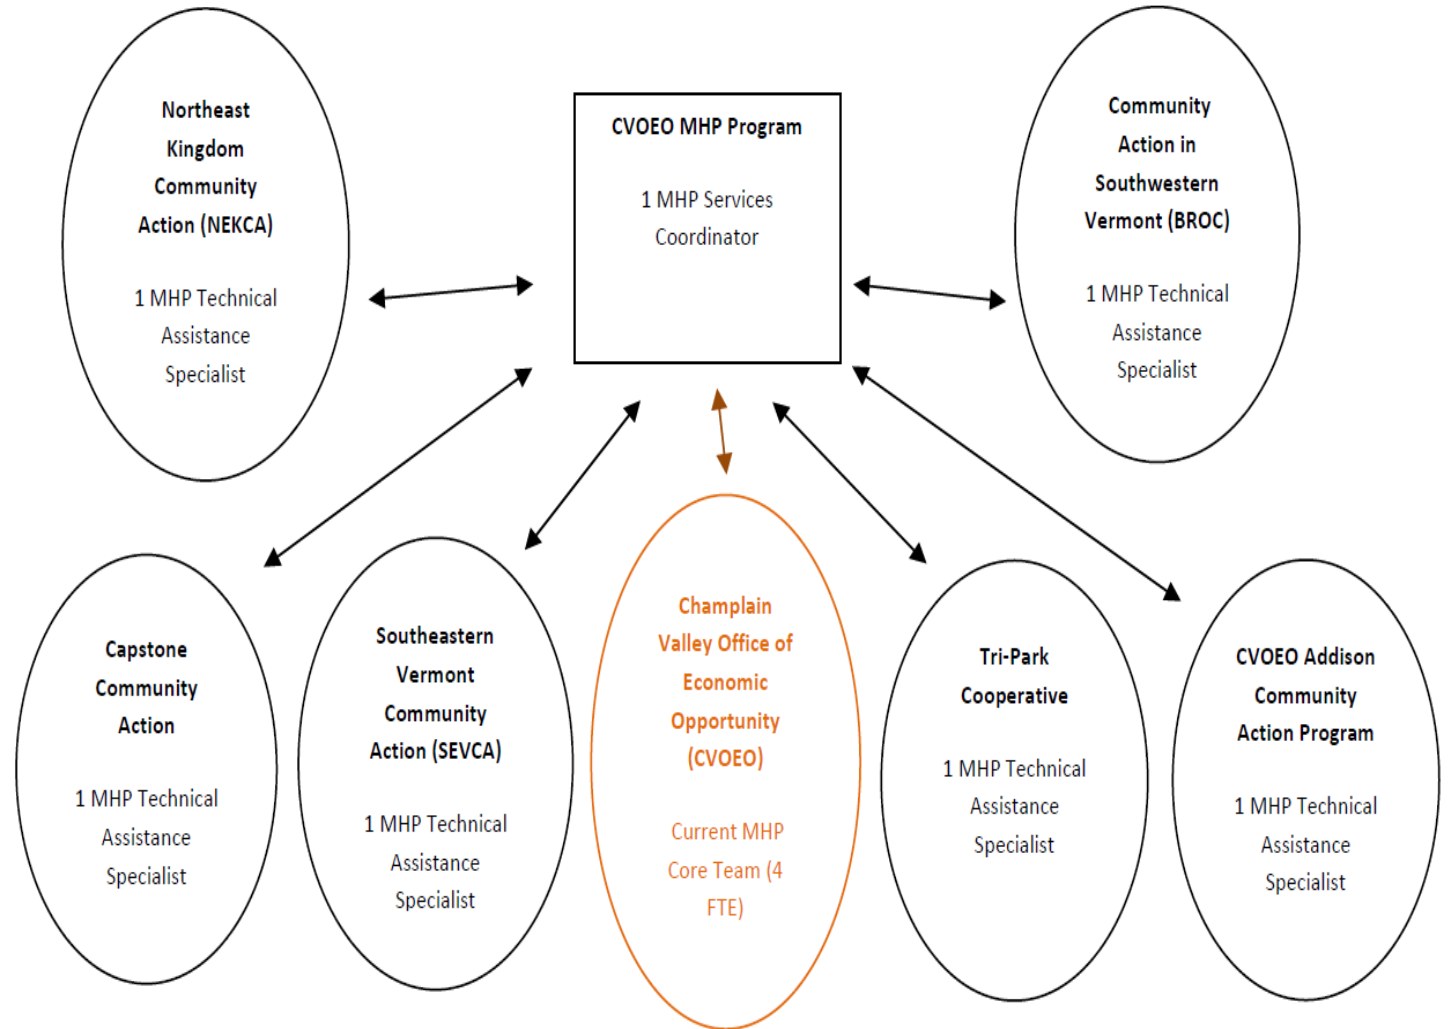 Northeast
Kingdom
Community
Action (NEKCA)
1 MHP Technical
Assistance
Specialist
CVOEO MHP Program
1 MHP Services
Coordinator
Community
Action in
Southwestern
Vermont (BROC)
1 MHP Technical
Assistance
Specialist
Capstone
Community
Action
1 MHP Technical
Assistance
Specialist
Southeastern
Vermont
Community
Action (SEVCA)
1 MHP Technical
Assistance
Specialist
Champlain
Valley Office of
Economic
Opportunity
(CVOEO)
Current MHP
Core Team (4
FTE)
Tri-Park
Cooperative
1 MHP Technical
Assistance
Specialist
CVOEO Addison
Community
Action Program
1 MHP Technical
Assistance
Specialist